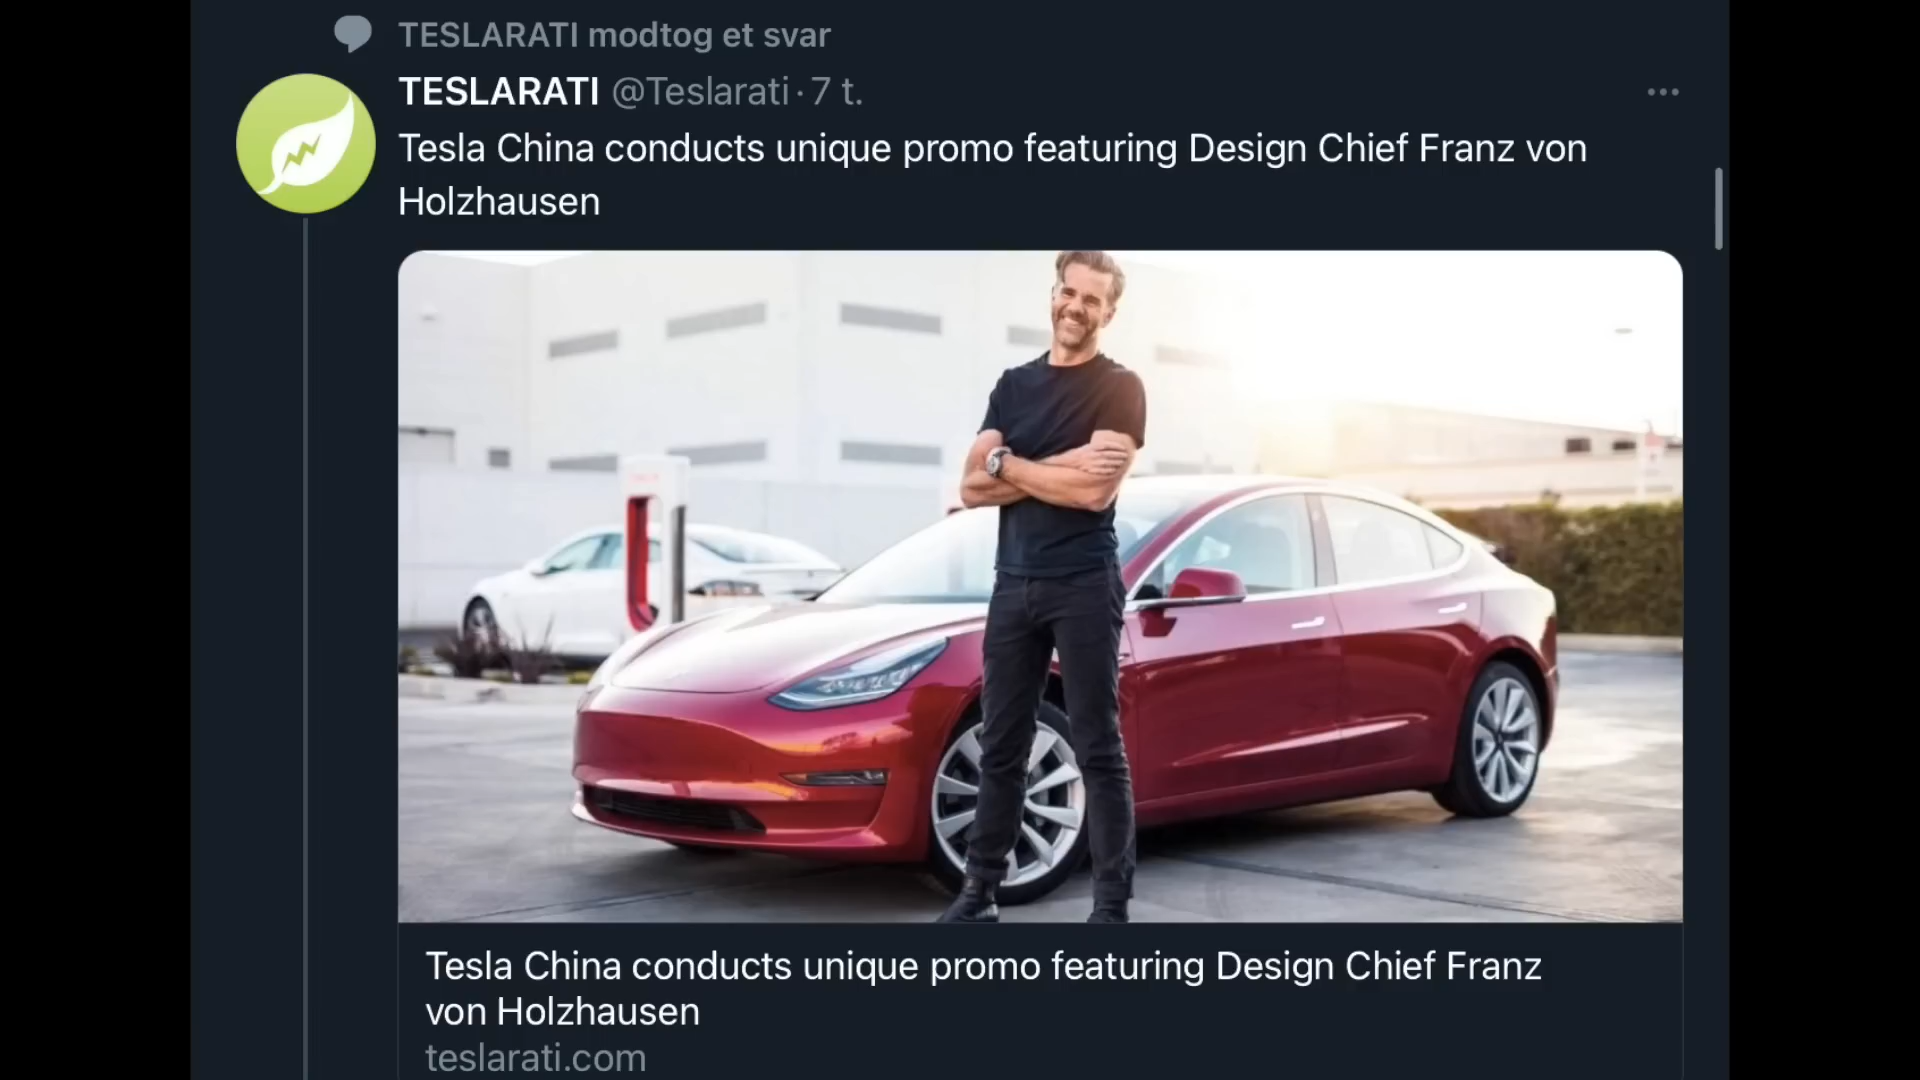 TESLARATI modtog et svar
TESLARATI @Teslarati · 7 t.
Tesla China conducts unique promo featuring Design Chief Franz von
Holzhausen
Tesla China conducts unique promo featuring Design Chief Franz
von Holzhausen
teslarati.com